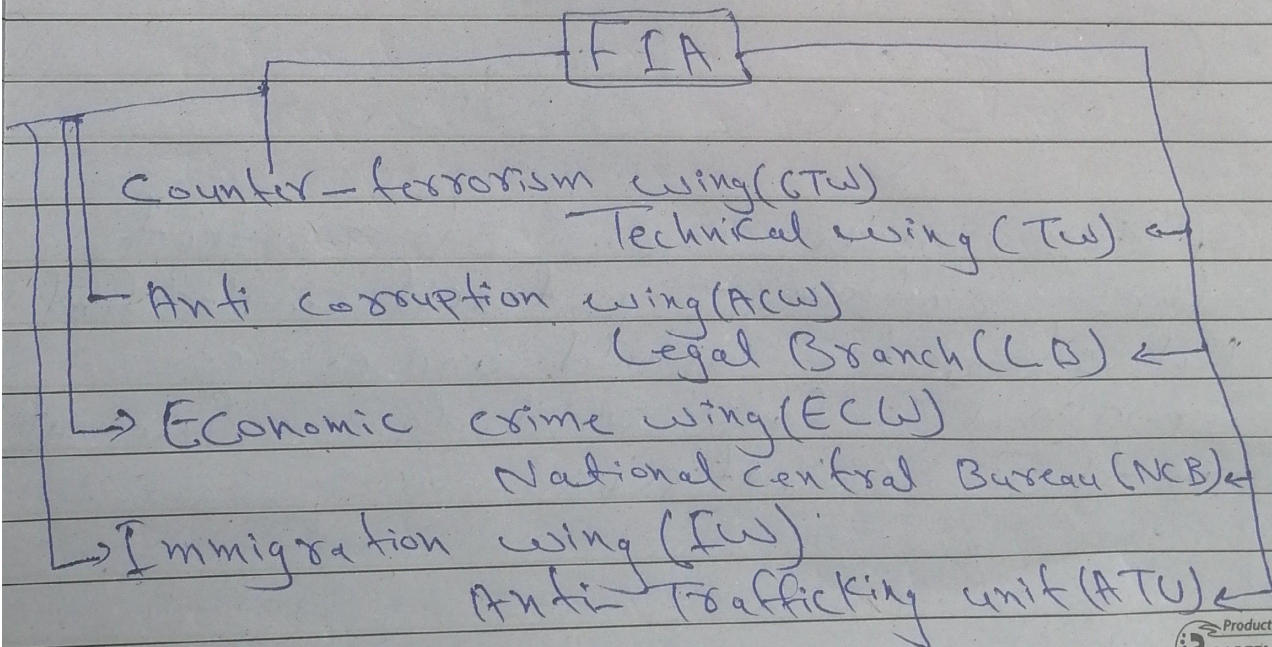 FIA
Counter-terrorism wing (CTW)
Technical wing (TW)
Anti corruption wing (ACW)
Legal Branch (LB)
Economic crime wing (ECW)
National Central Bureau (NCB)
Immigration wing (IW)
Anti-Trafficking unit (ATU)
Product